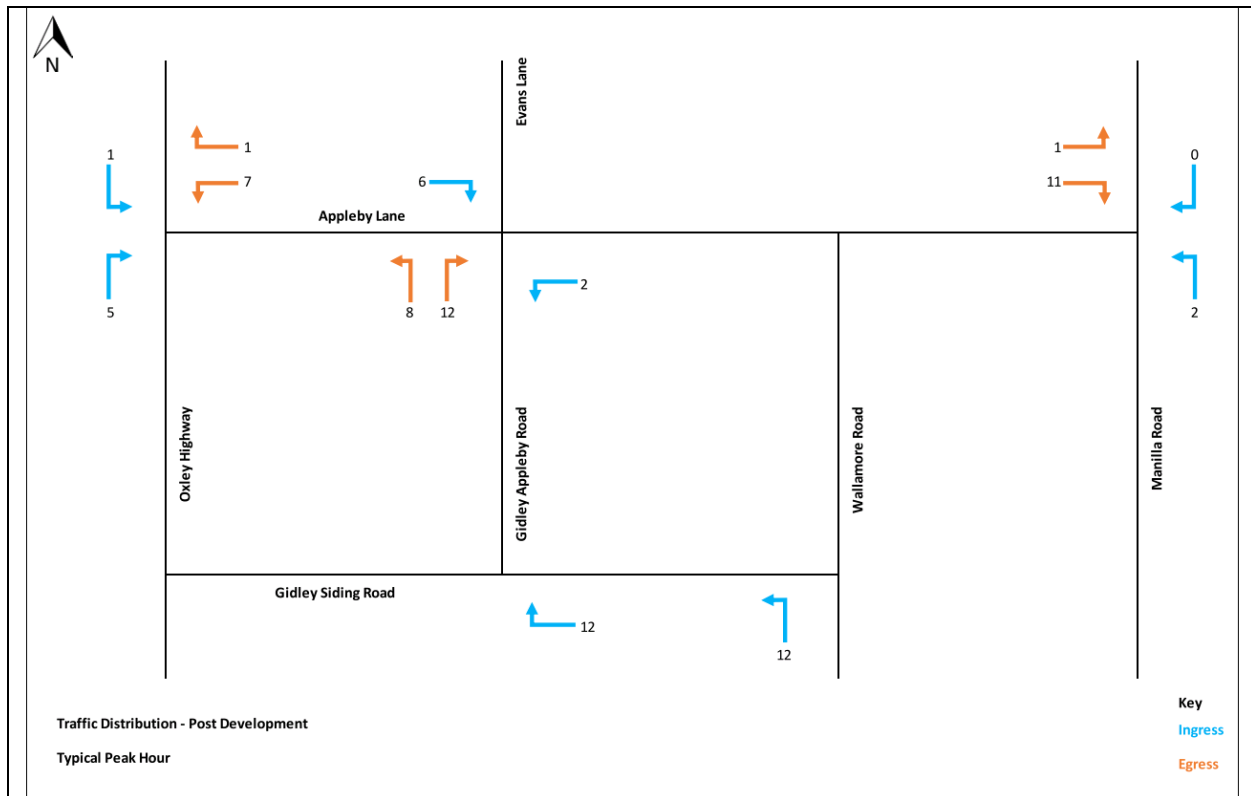 N
Evans Lane
1
1
1
0
7
6
11
Appleby Lane
2
5
8
12
2
Oxley Highway
Gidley Appleby Road
Wallamore Road
Manilla Road
Gidley Siding Road
12
12
Key
Traffic Distribution - Post Development
Ingress
Typical Peak Hour
Egress